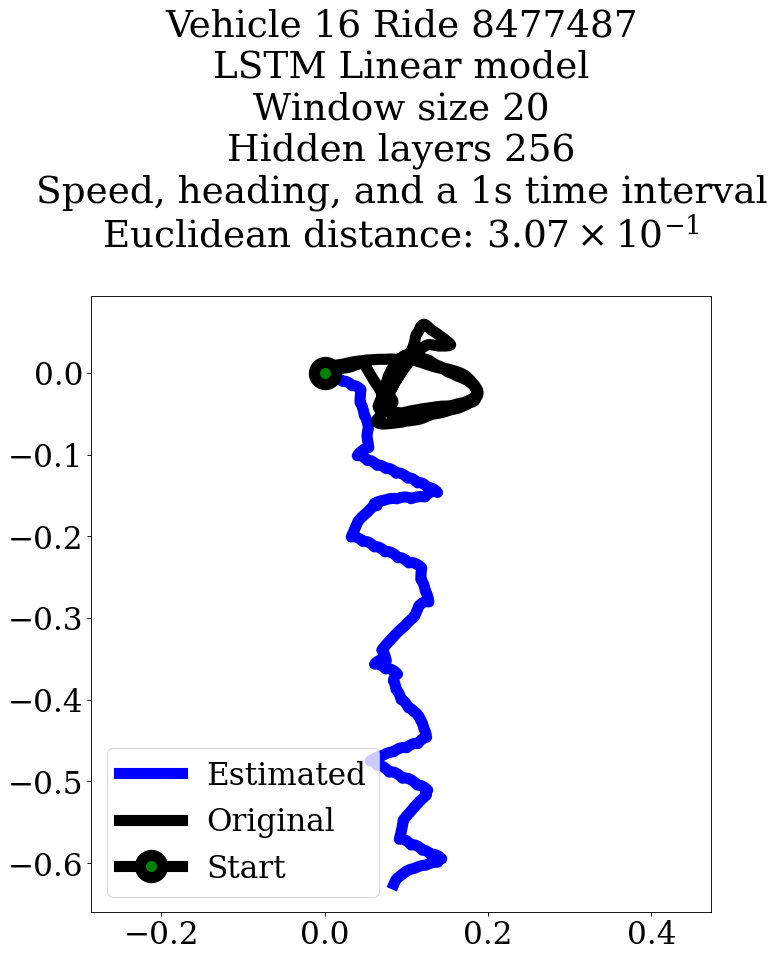 Vehicle 16 Ride 8477487
LSTM Linear model
Window size 20
Hidden layers 256
Speed, heading, and a 1s time interval
Euclidean distance: 3.07 × 10⁻¹
0.0
−0.1
−0.2
−0.3
−0.4
−0.5
−0.6
Estimated
Original
Start
−0.2 0.0 0.2 0.4